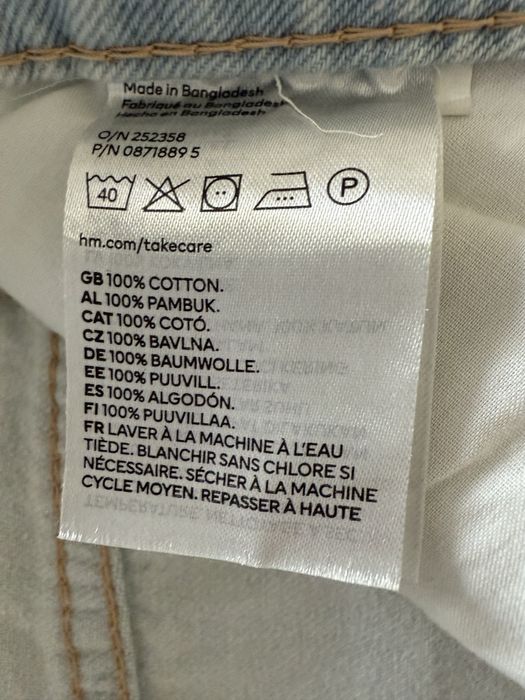 Made in Bangladesh
Fabriqué au Bangladesh
Hecho en Bangladesh
O/N 252358
P/N 0871889 5
40
P
hm.com/takecare
GB 100% COTTON.
AL 100% PAMBUK.
CAT 100% COTÓ.
CZ 100% BAVLNA.
DE 100% BAUMWOLLE.
EE 100% PUUVILL.
ES 100% ALGODÓN.
FI 100% PUUVILLAA.
FR LAVER À LA MACHINE À L'EAU
TIÈDE. BLANCHIR SANS CHLORE SI
NÉCESSAIRE. SÉCHER À LA MACHINE
CYCLE MOYEN. REPASSER À HAUTE